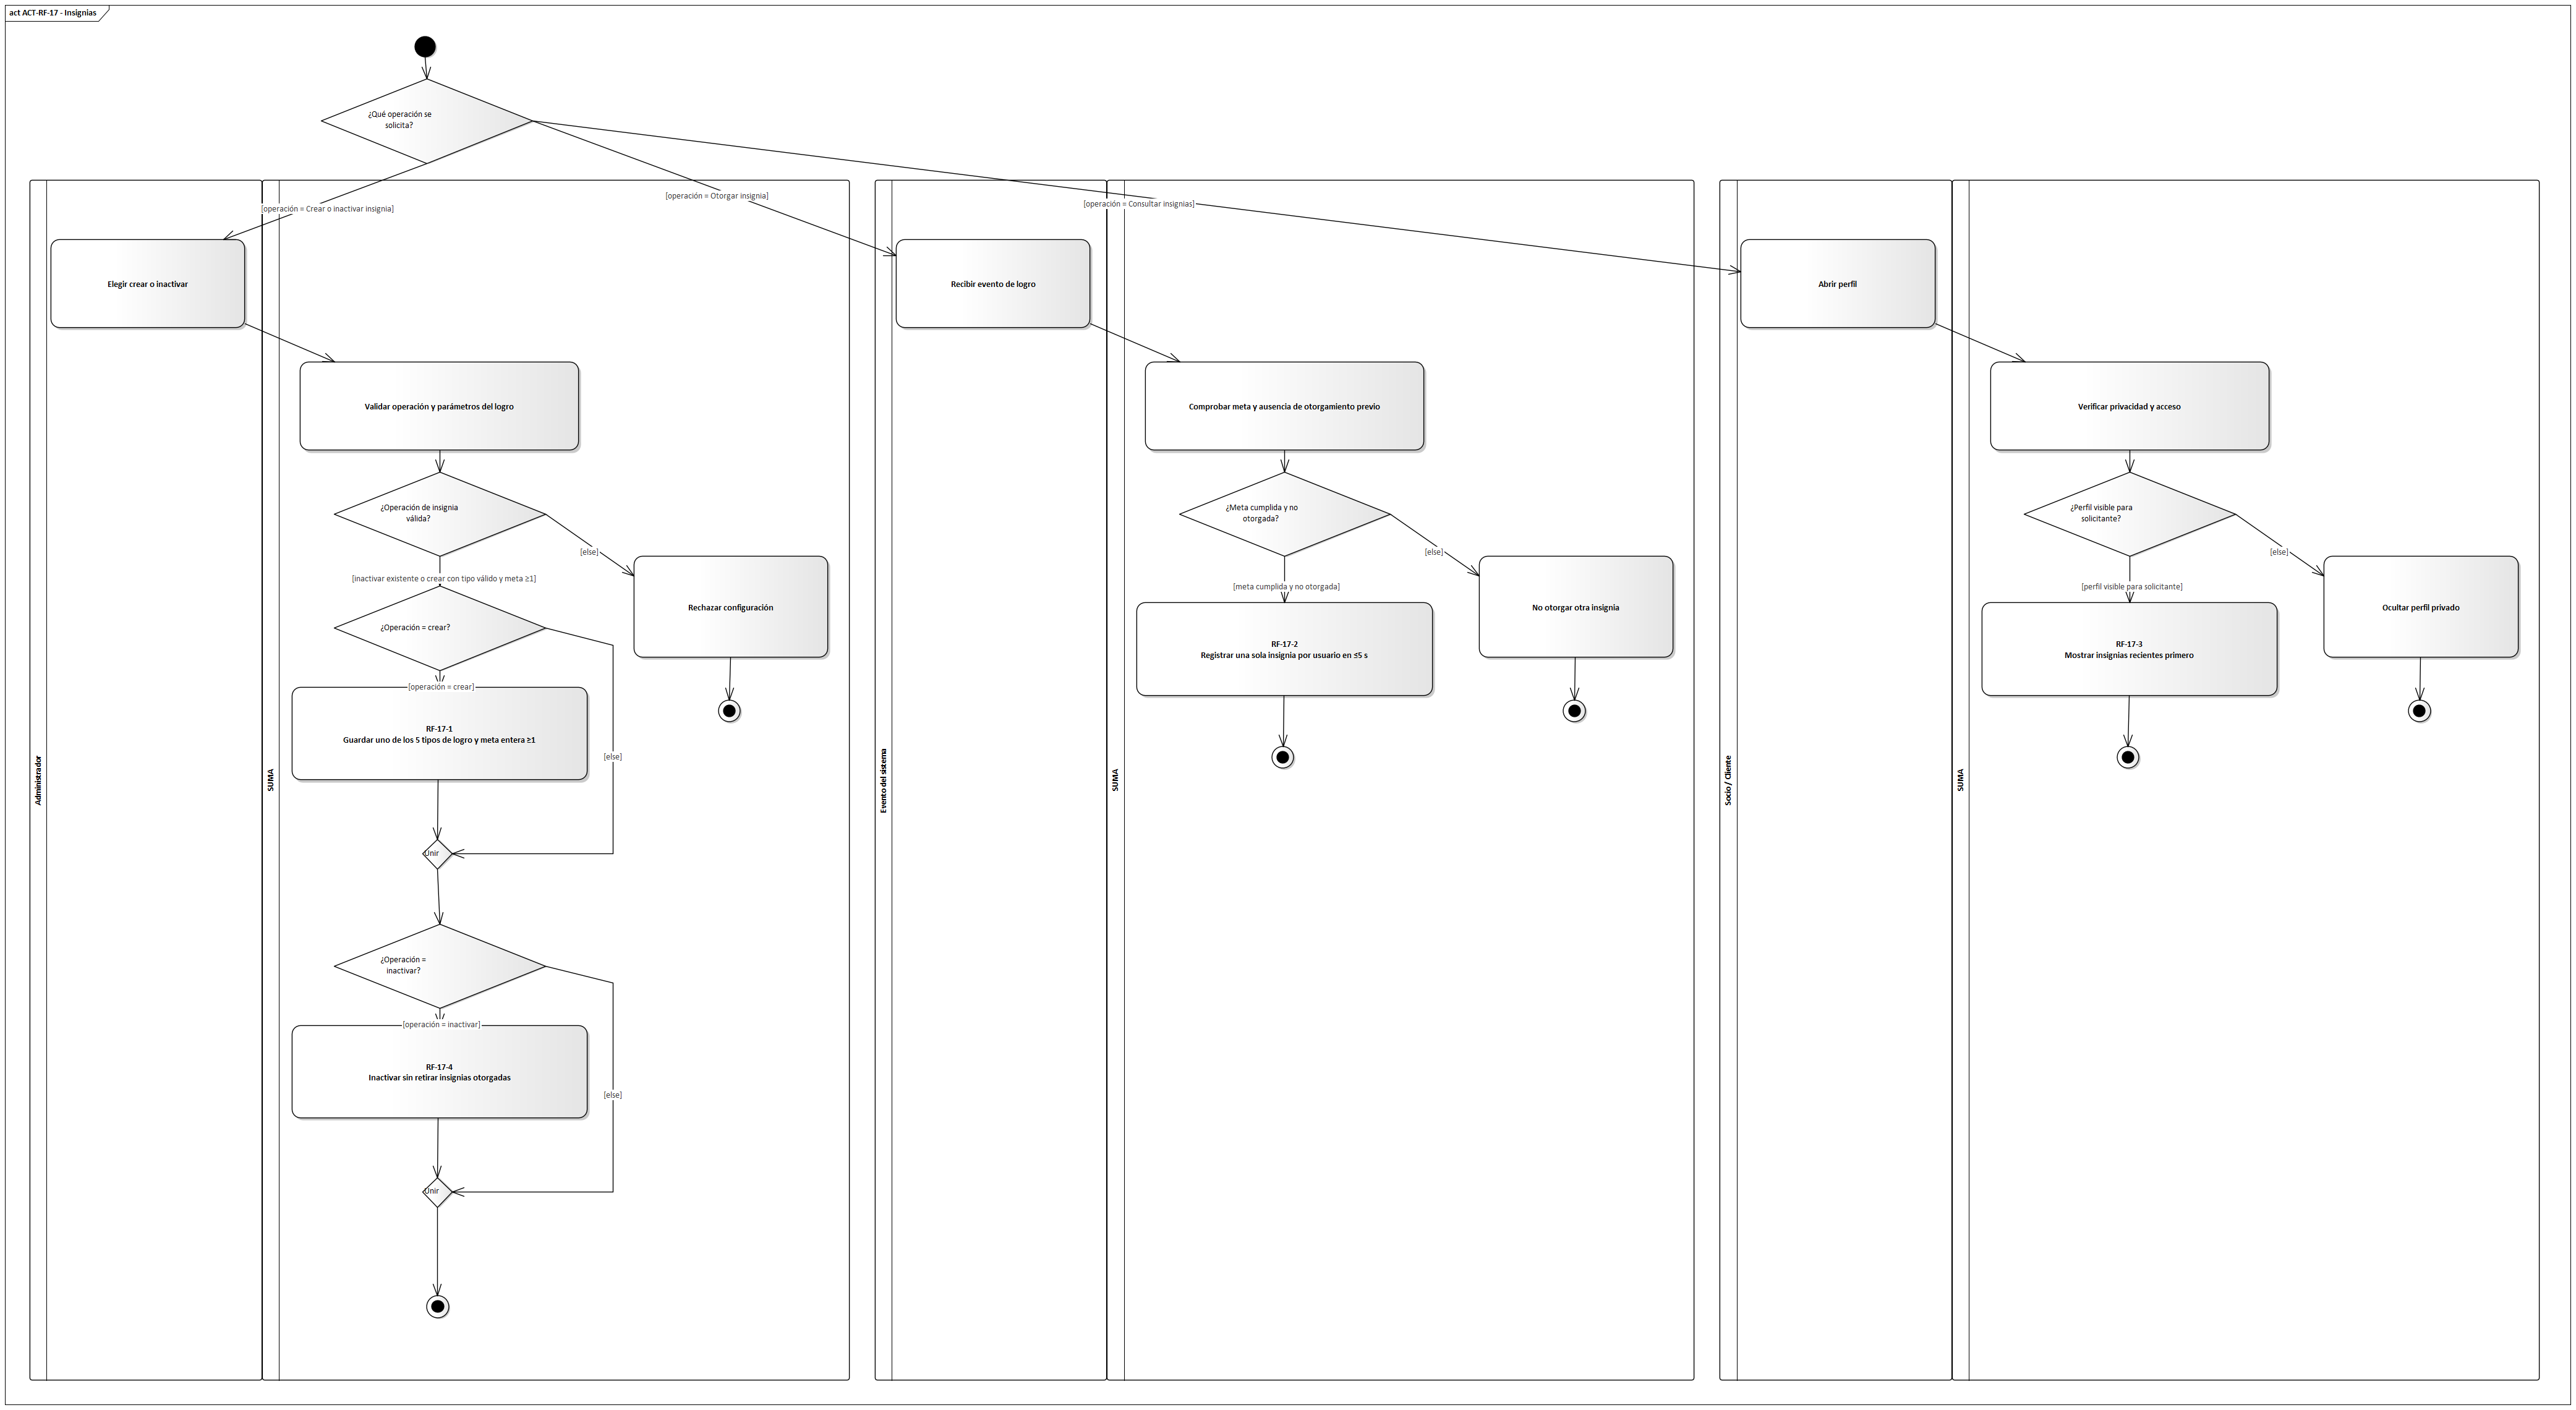 act ACT-RF-17 - Insignias
¿Qué operación se
solicita?
[operación = Crear o inactivar insignia]
[operación = Otorgar insignia]
[operación = Consultar insignias]
Administrador
Elegir crear o inactivar
SUMA
Validar operación y parámetros del logro
¿Operación de insignia
válida?
[else]
[inactivar existente o crear con tipo válido y meta ≥1]
Rechazar configuración
¿Operación = crear?
[operación = crear]
RF-17-1
Guardar uno de los 5 tipos de logro y meta entera ≥1
[else]
Unir
¿Operación =
inactivar?
[operación = inactivar]
RF-17-4
Inactivar sin retirar insignias otorgadas
[else]
Unir
Evento del sistema
Recibir evento de logro
SUMA
Comprobar meta y ausencia de otorgamiento previo
¿Meta cumplida y no
otorgada?
[else]
[meta cumplida y no otorgada]
No otorgar otra insignia
RF-17-2
Registrar una sola insignia por usuario en ≤5 s
Socio / Cliente
Abrir perfil
SUMA
Verificar privacidad y acceso
¿Perfil visible para
solicitante?
[else]
[perfil visible para solicitante]
Ocultar perfil privado
RF-17-3
Mostrar insignias recientes primero